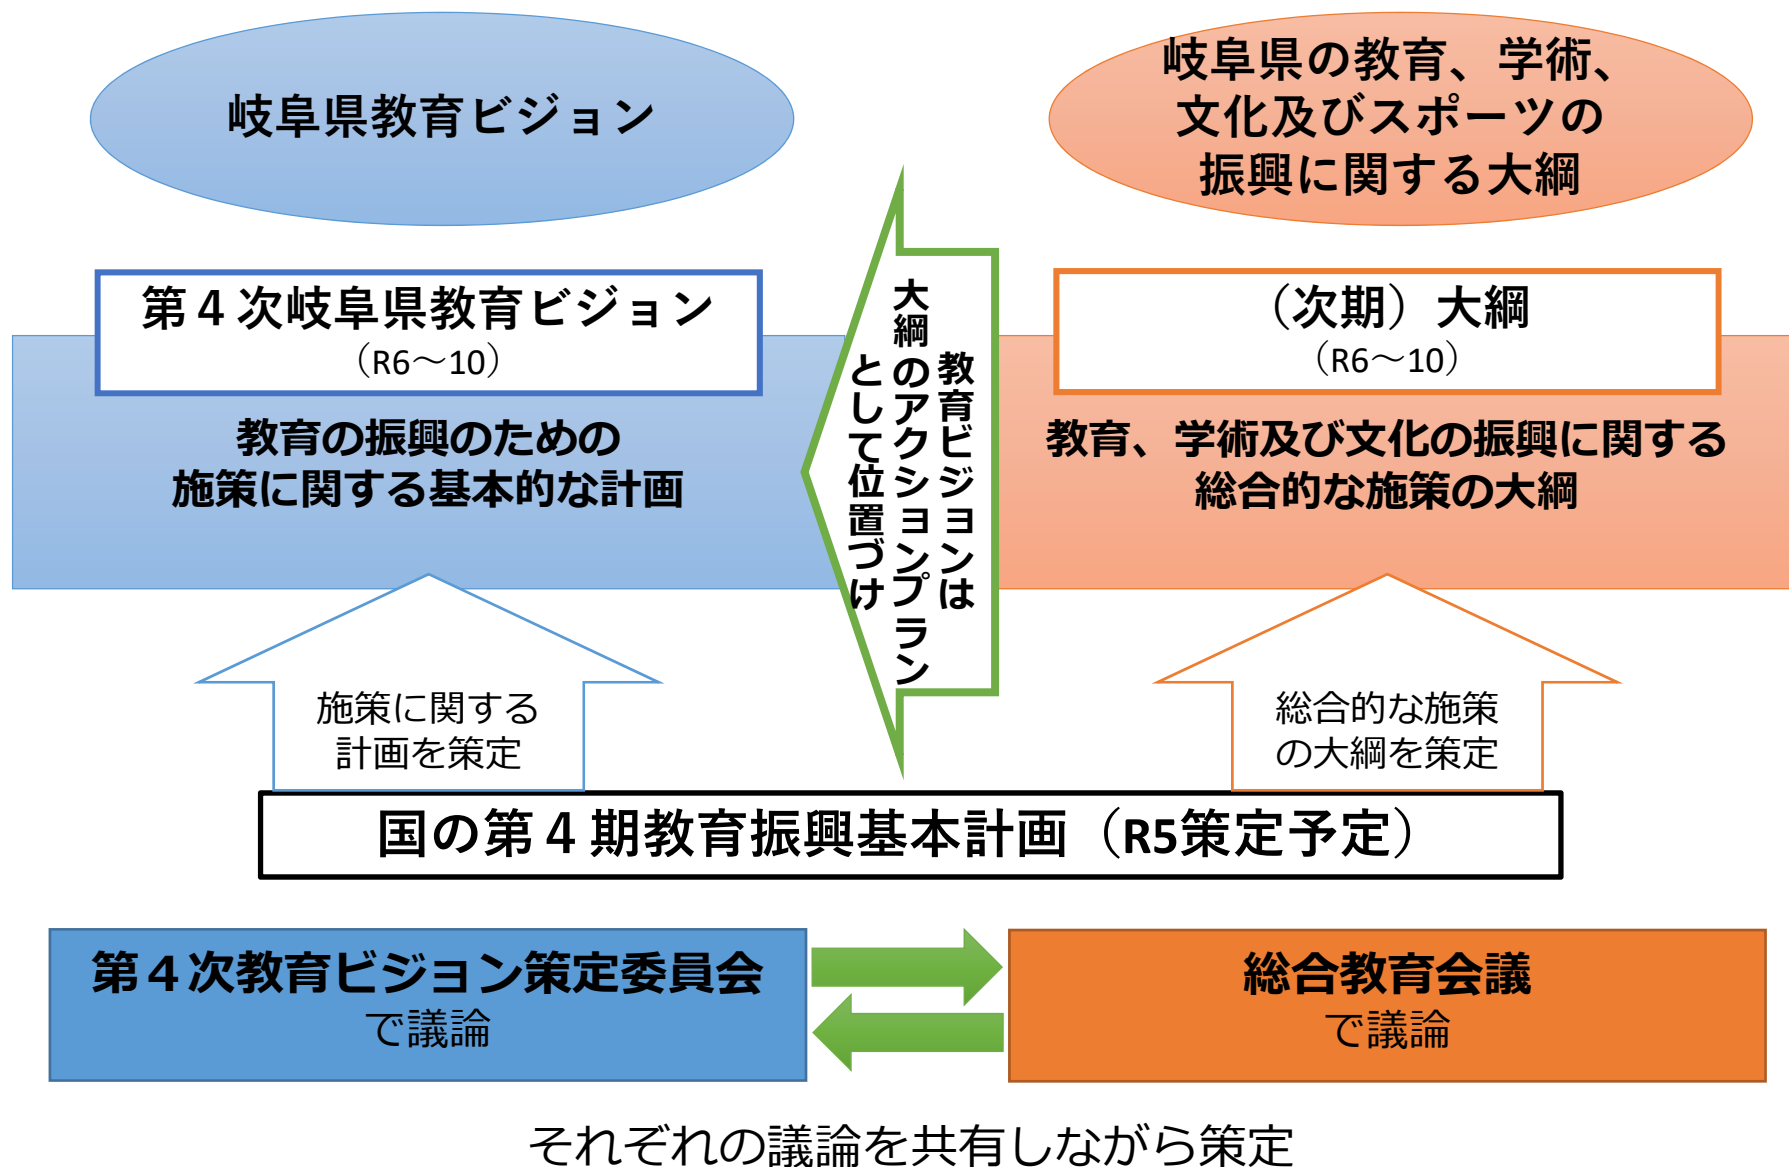 岐阜県教育ビジョン
岐阜県の教育、学術、
文化及びスポーツの
振興に関する大綱
第４次岐阜県教育ビジョン
（R6～10）
教育の振興のための
施策に関する基本的な計画
教育ビジョンは
大綱のアクションプラン
として位置づけ
（次期）大綱
（R6～10）
教育、学術及び文化の振興に関する
総合的な施策の大綱
施策に関する
計画を策定
総合的な施策
の大綱を策定
国の第４期教育振興基本計画（R5策定予定）
第４次教育ビジョン策定委員会
で議論
総合教育会議
で議論
それぞれの議論を共有しながら策定